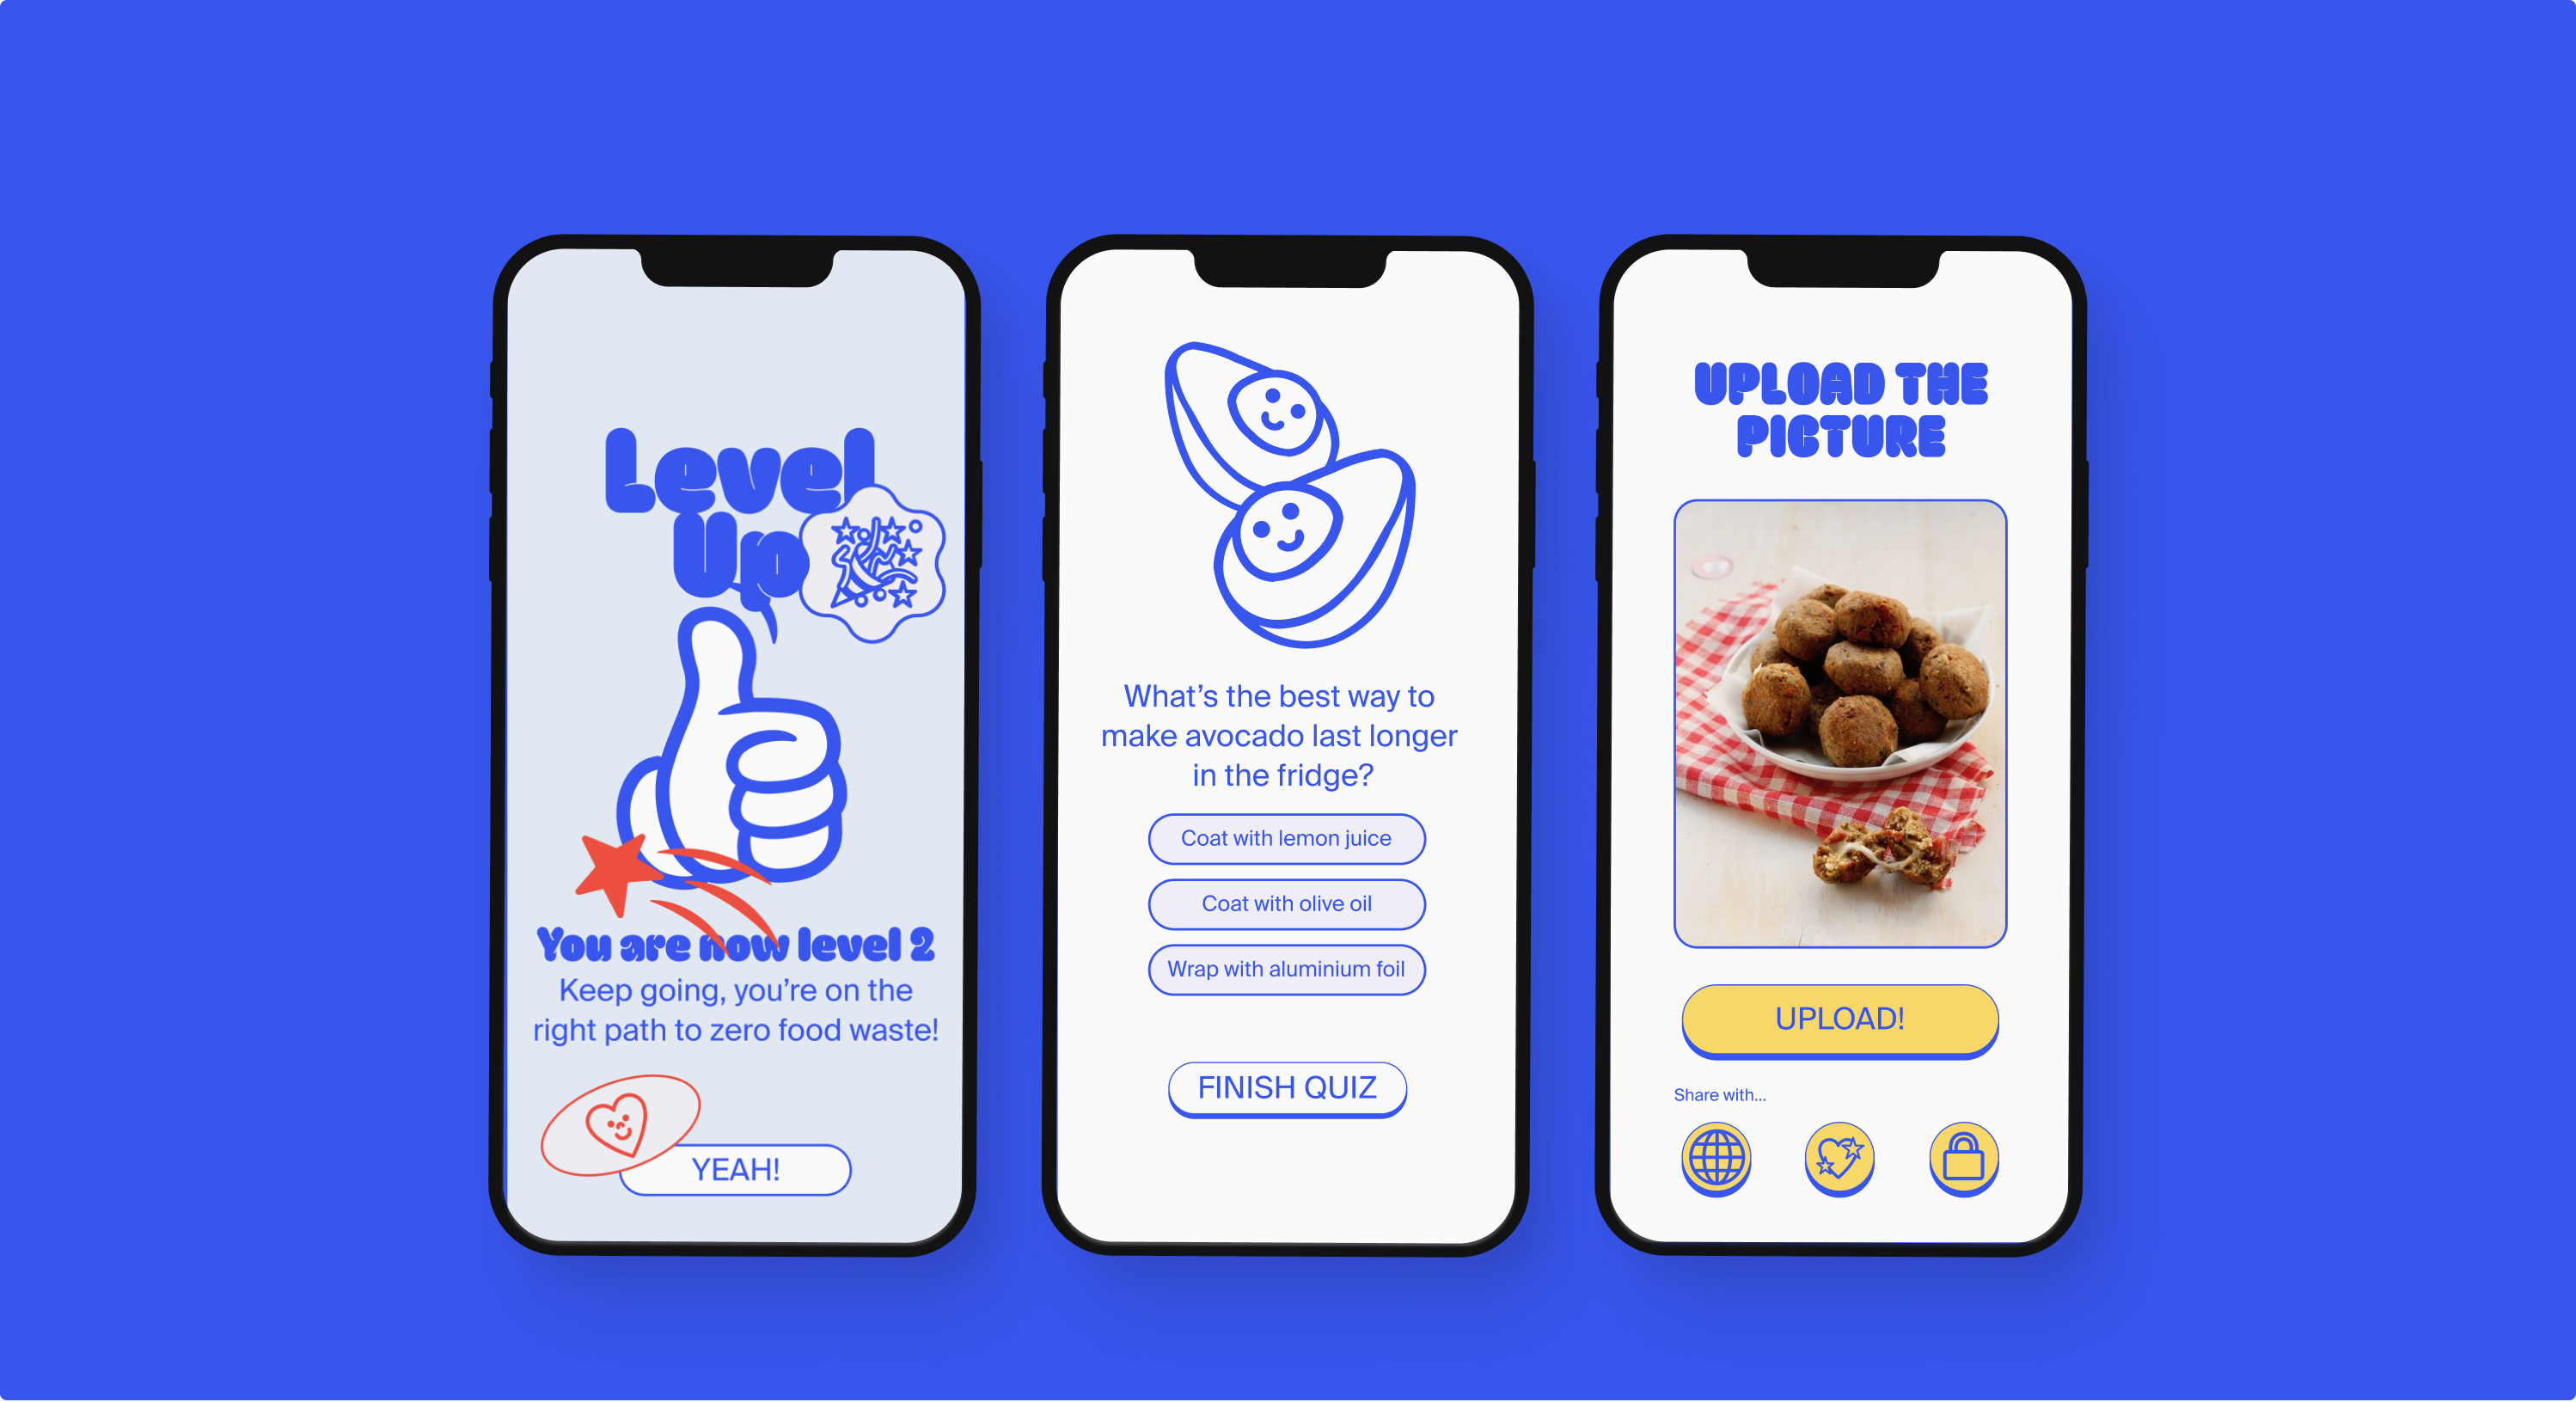 Level
Up
You are now level 2
Keep going, you’re on the
right path to zero food waste!
YEAH!
What’s the best way to
make avocado last longer
in the fridge?
Coat with lemon juice
Coat with olive oil
Wrap with aluminium foil
FINISH QUIZ
UPLOAD THE
PICTURE
UPLOAD!
Share with...